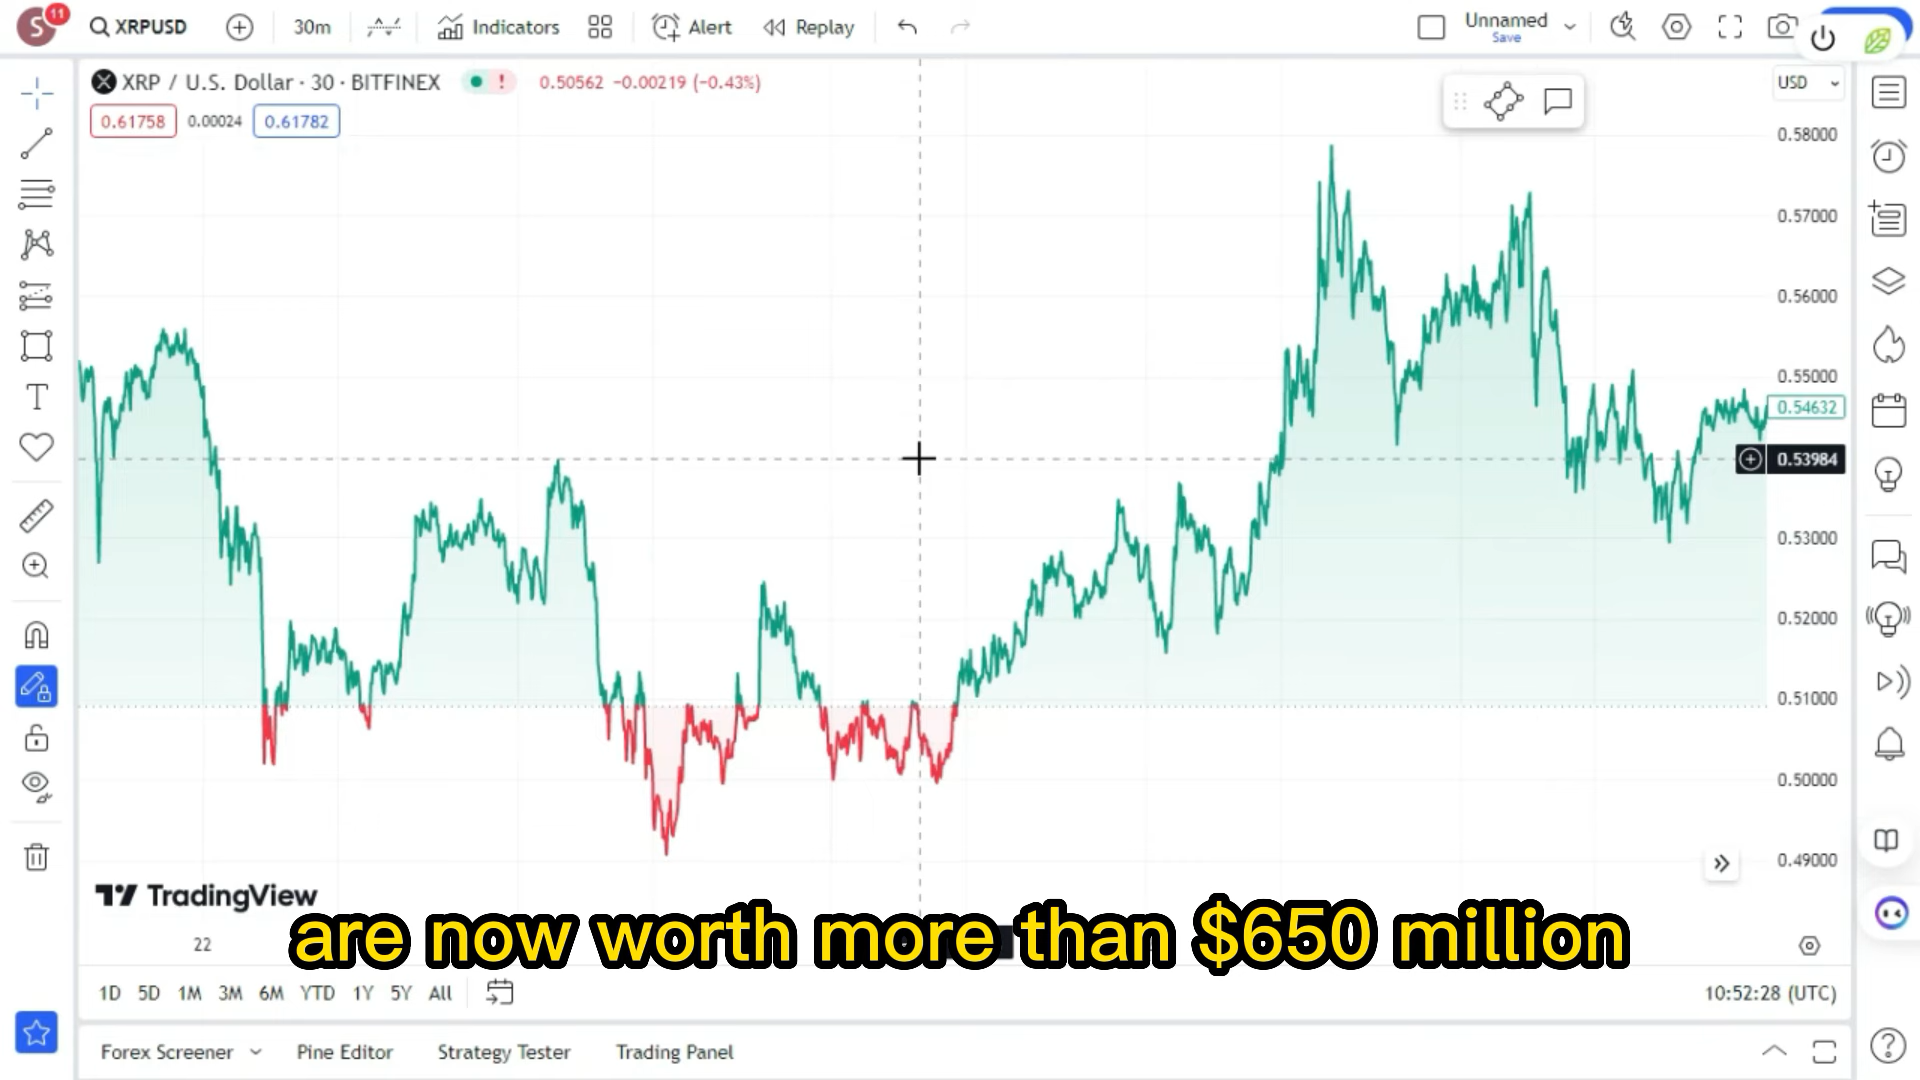 S 11 XRPUSD 30m Indicators Alert Replay Unnamed
Save
XRP / U.S. Dollar · 30 · BITFINEX ! 0.50562 −0.00219 (−0.43%) USD
0.61758 0.00024 0.61782
0.58000
0.57000
0.56000
0.55000
0.54632
0.53984
0.53000
0.52000
0.51000
0.50000
0.49000
TradingView
are now worth more than $650 million
22
1D 5D 1M 3M 6M YTD 1Y 5Y All 10:52:28 (UTC)
Forex Screener Pine Editor Strategy Tester Trading Panel